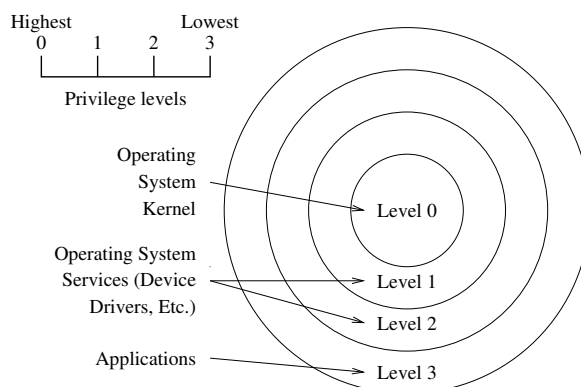 Highest Lowest
0 1 2 3
Privilege levels
Operating
System
Kernel
Level 0
Operating System
Services (Device
Drivers, Etc.)
Level 1
Level 2
Applications
Level 3